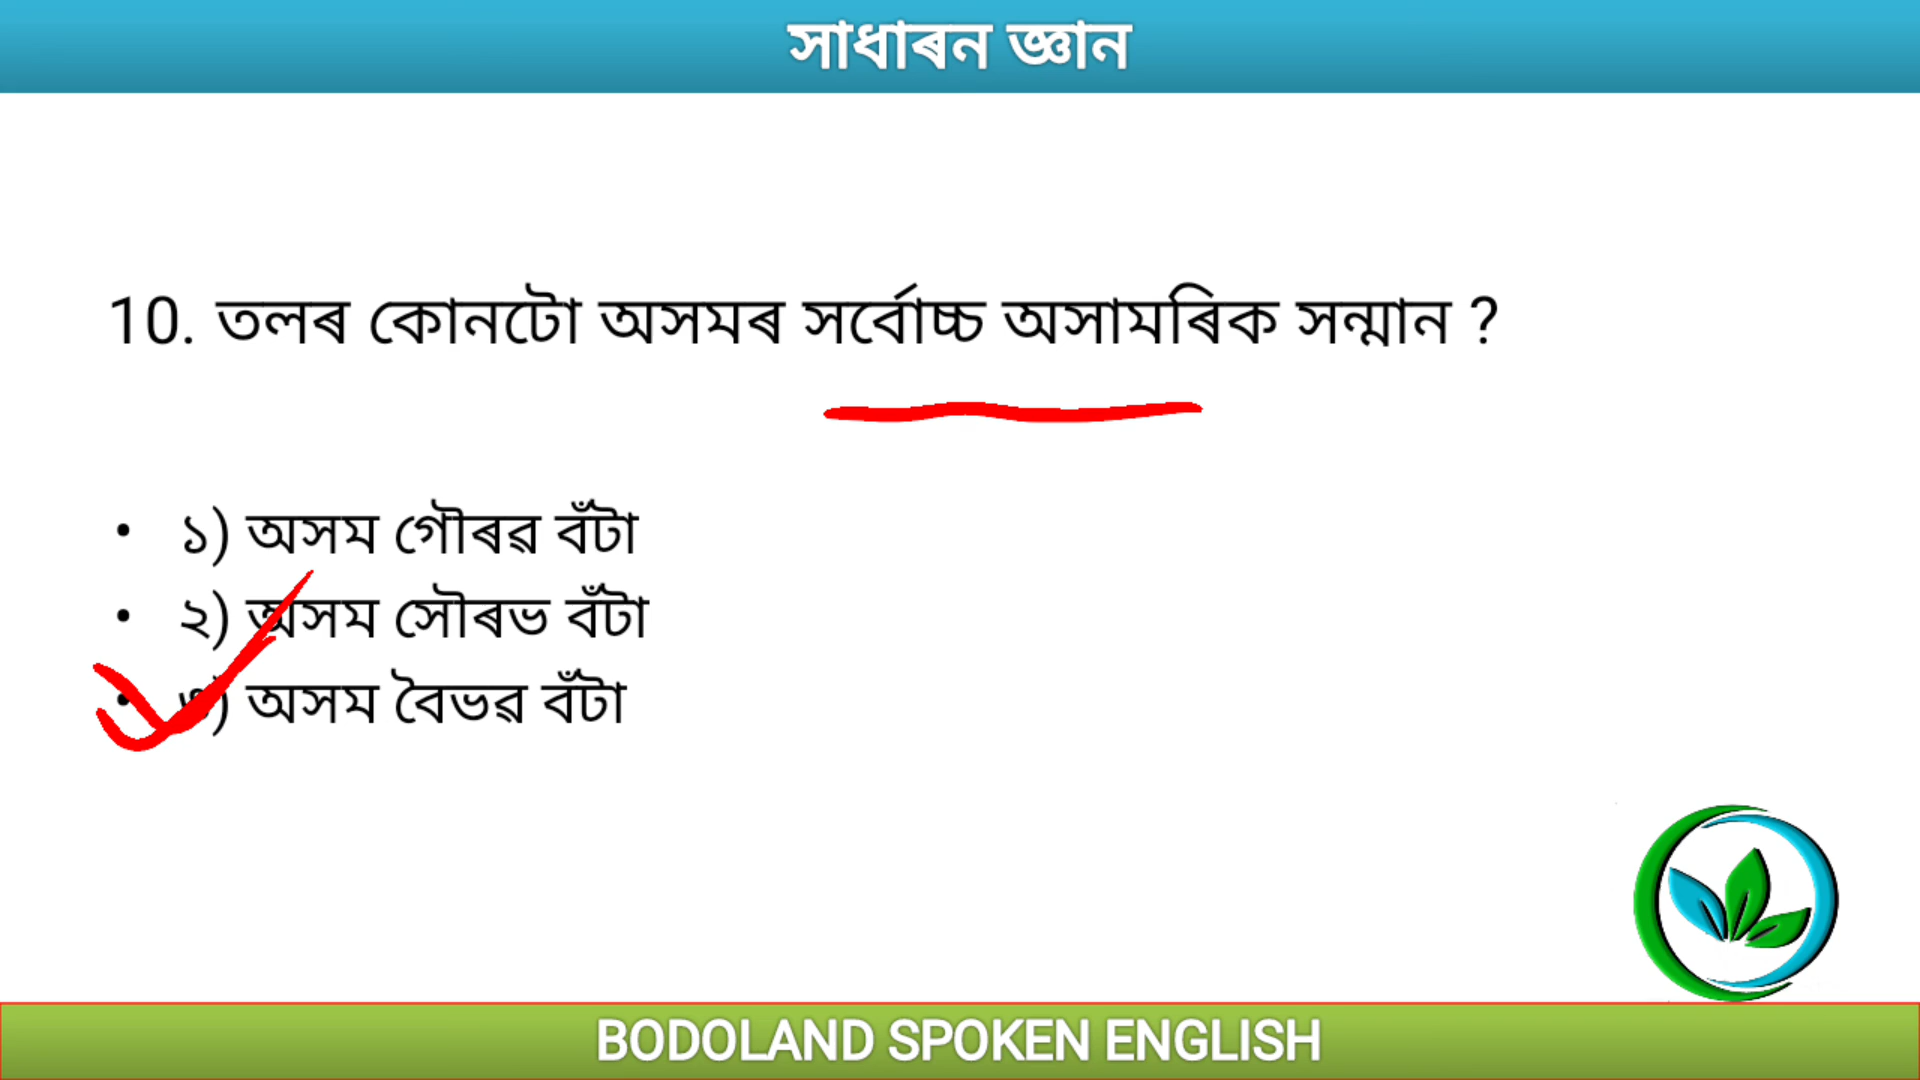 সাধাৰন জ্ঞান
10. তলৰ কোনটো অসমৰ সৰ্বোচ্চ অসামৰিক সন্মান ?
• ১) অসম গৌৰৱ বঁটা
• ২) অসম সৌৰভ বঁটা
• ৩) অসম বৈভৱ বঁটা
BODOLAND SPOKEN ENGLISH